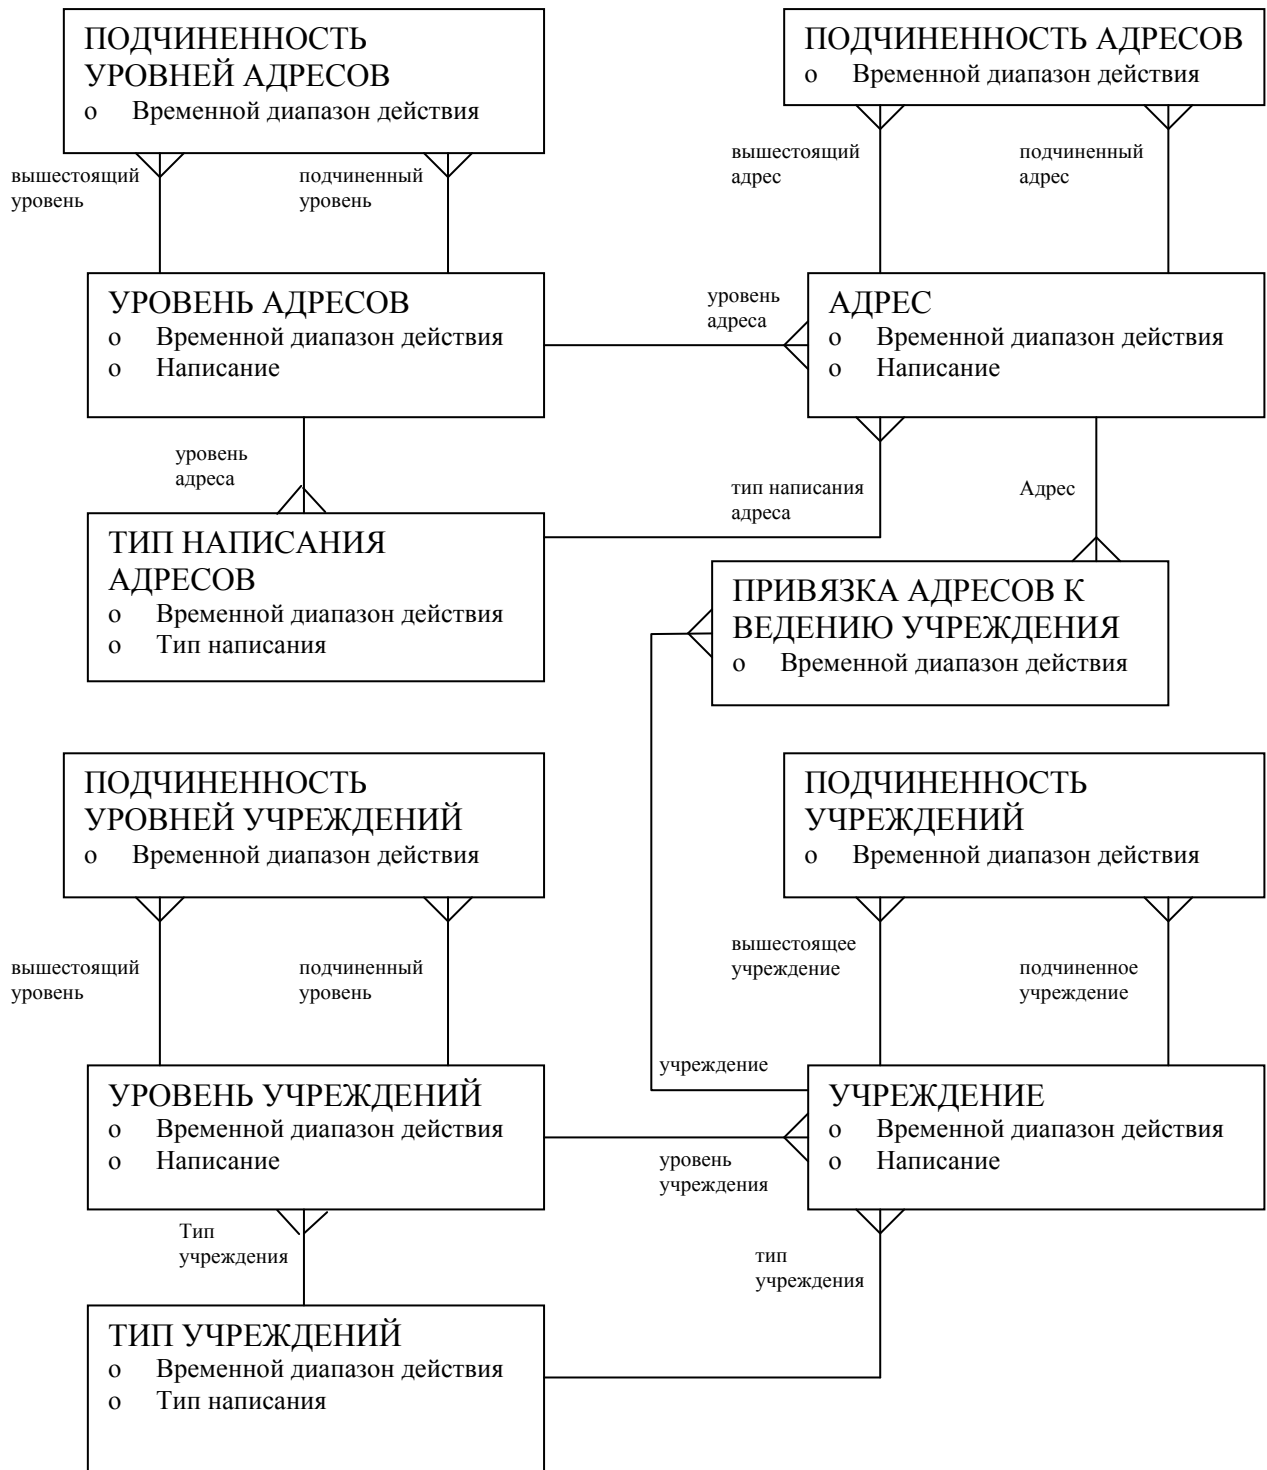 ПОДЧИНЕННОСТЬ
УРОВНЕЙ АДРЕСОВ
o Временной диапазон действия
ПОДЧИНЕННОСТЬ АДРЕСОВ
o Временной диапазон действия
вышестоящий
уровень
подчиненный
уровень
вышестоящий
адрес
подчиненный
адрес
УРОВЕНЬ АДРЕСОВ
o Временной диапазон действия
o Написание
уровень
адреса
АДРЕС
o Временной диапазон действия
o Написание
уровень
адреса
тип написания
адреса
Адрес
ТИП НАПИСАНИЯ
АДРЕСОВ
o Временной диапазон действия
o Тип написания
ПРИВЯЗКА АДРЕСОВ К
ВЕДЕНИЮ УЧРЕЖДЕНИЯ
o Временной диапазон действия
ПОДЧИНЕННОСТЬ
УРОВНЕЙ УЧРЕЖДЕНИЙ
o Временной диапазон действия
ПОДЧИНЕННОСТЬ
УЧРЕЖДЕНИЙ
o Временной диапазон действия
вышестоящий
уровень
подчиненный
уровень
вышестоящее
учреждение
подчиненное
учреждение
учреждение
УРОВЕНЬ УЧРЕЖДЕНИЙ
o Временной диапазон действия
o Написание
уровень
учреждения
УЧРЕЖДЕНИЕ
o Временной диапазон действия
o Написание
Тип
учреждения
тип
учреждения
ТИП УЧРЕЖДЕНИЙ
o Временной диапазон действия
o Тип написания